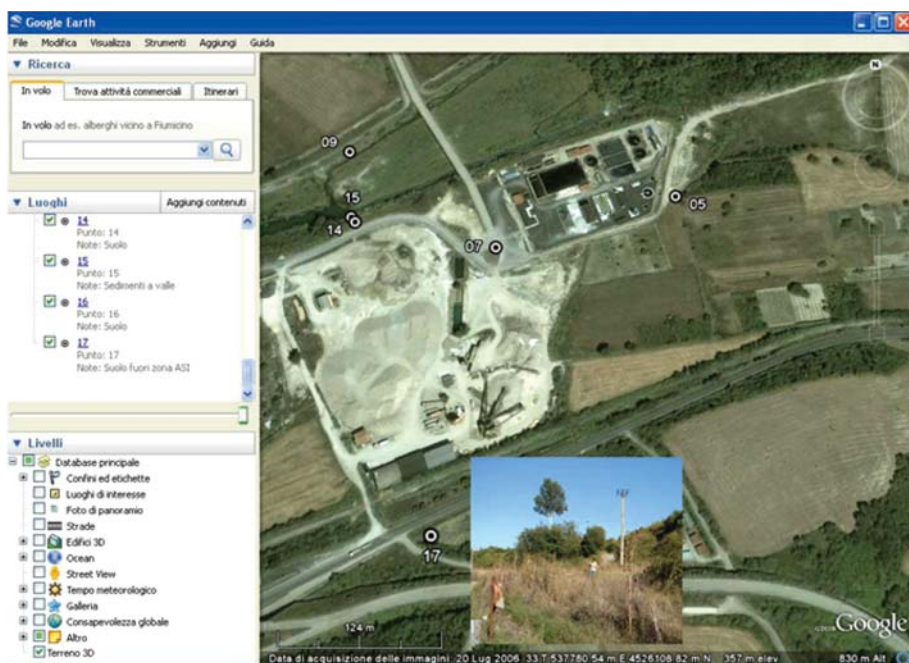 Google Earth
File Modifica Visualizza Strumenti Aggiungi Guida
Ricerca
In volo Trova attività commerciali Itinerari
In volo ad es. alberghi vicino a Fiumicino
Luoghi Aggiungi contenuti
14
Punto: 14
Note: Suolo
15
Punto: 15
Note: Sedimenti a valle
16
Punto: 16
Note: Suolo
17
Punto: 17
Note: Suolo fuori zona ASI
Livelli
Database principale
Confini ed etichette
Luoghi di interesse
Foto di panoramio
Strade
Edifici 3D
Ocean
Street View
Tempo meteorologico
Galleria
Consapevolezza globale
Altro
Terreno 3D
N
09
15
14
07
05
17
124 m
Google
Data di acquisizione delle immagini: 20 Lug 2006 33 T 537780.54 m E 4526108.82 m N 357 m elev 830 m Alt